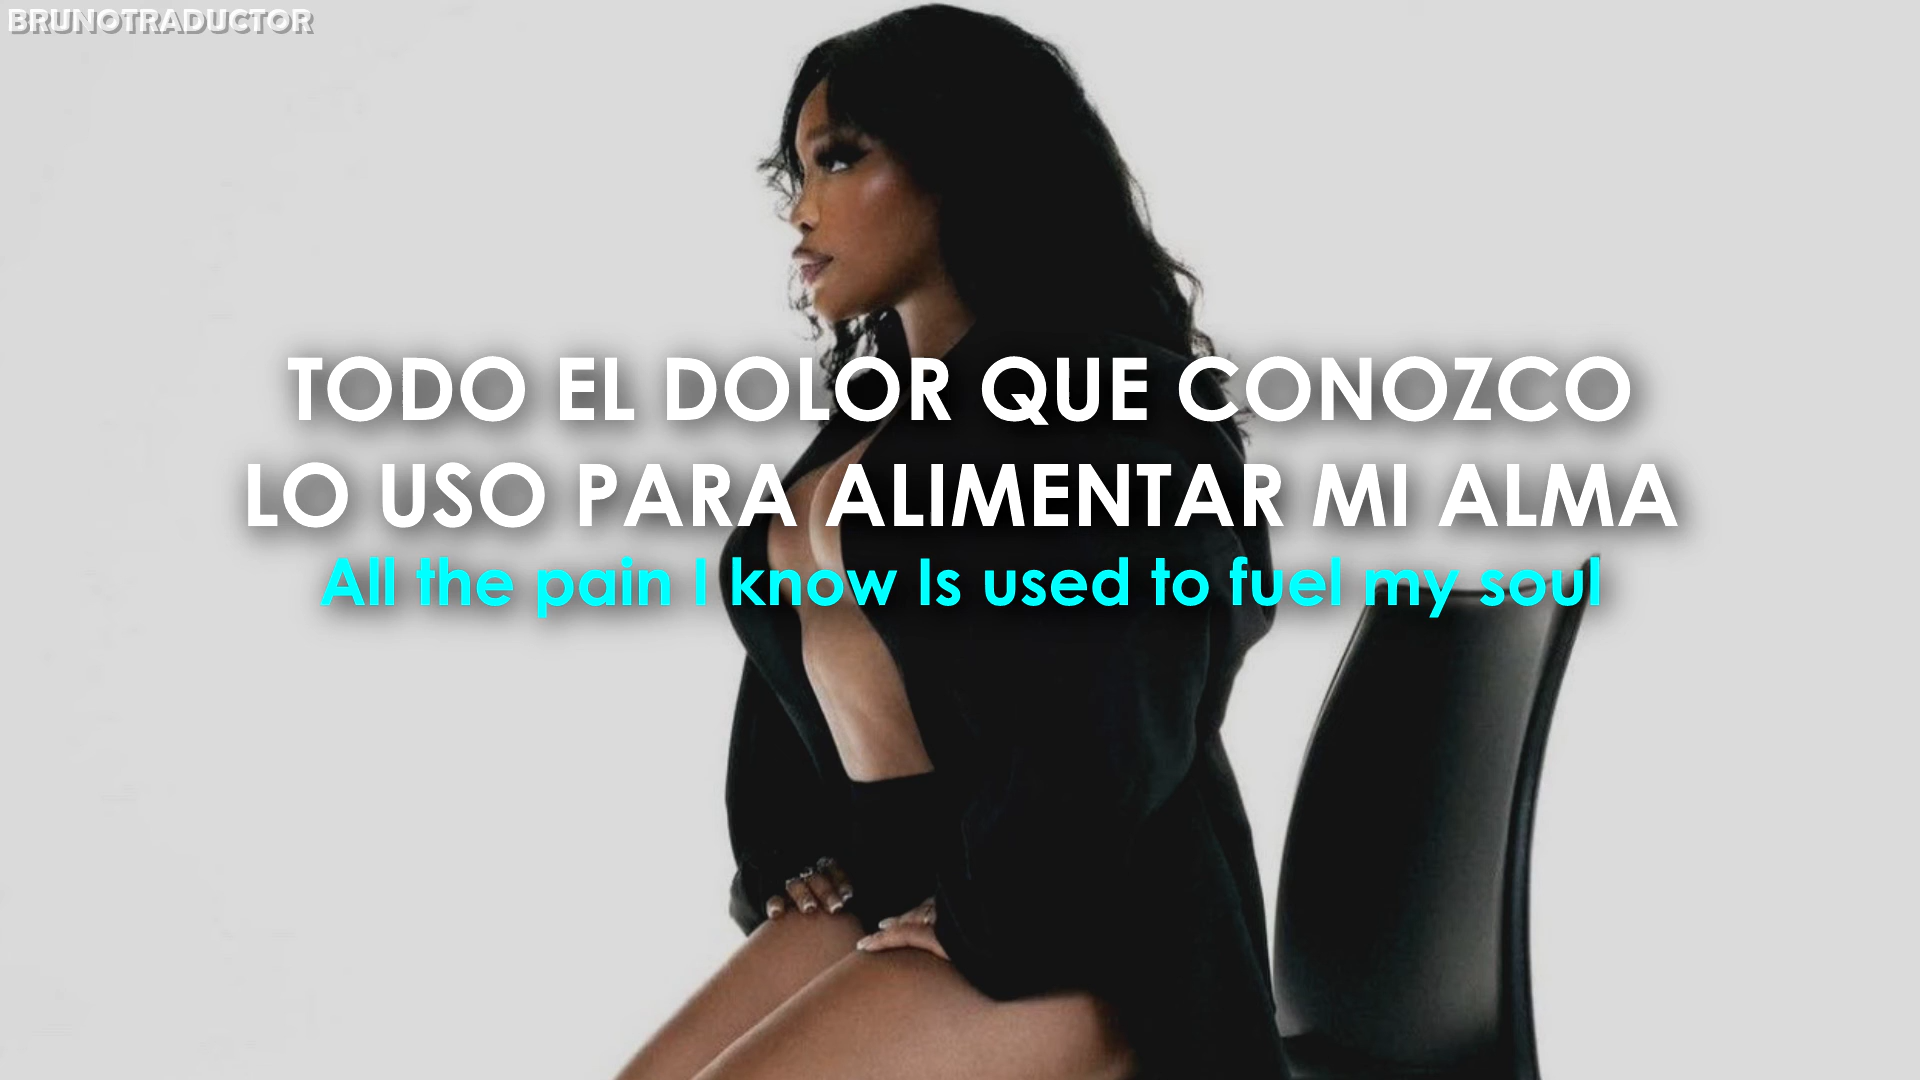 BRUNOTRADUCTOR
TODO EL DOLOR QUE CONOZCO
LO USO PARA ALIMENTAR MI ALMA
All the pain I know Is used to fuel my soul